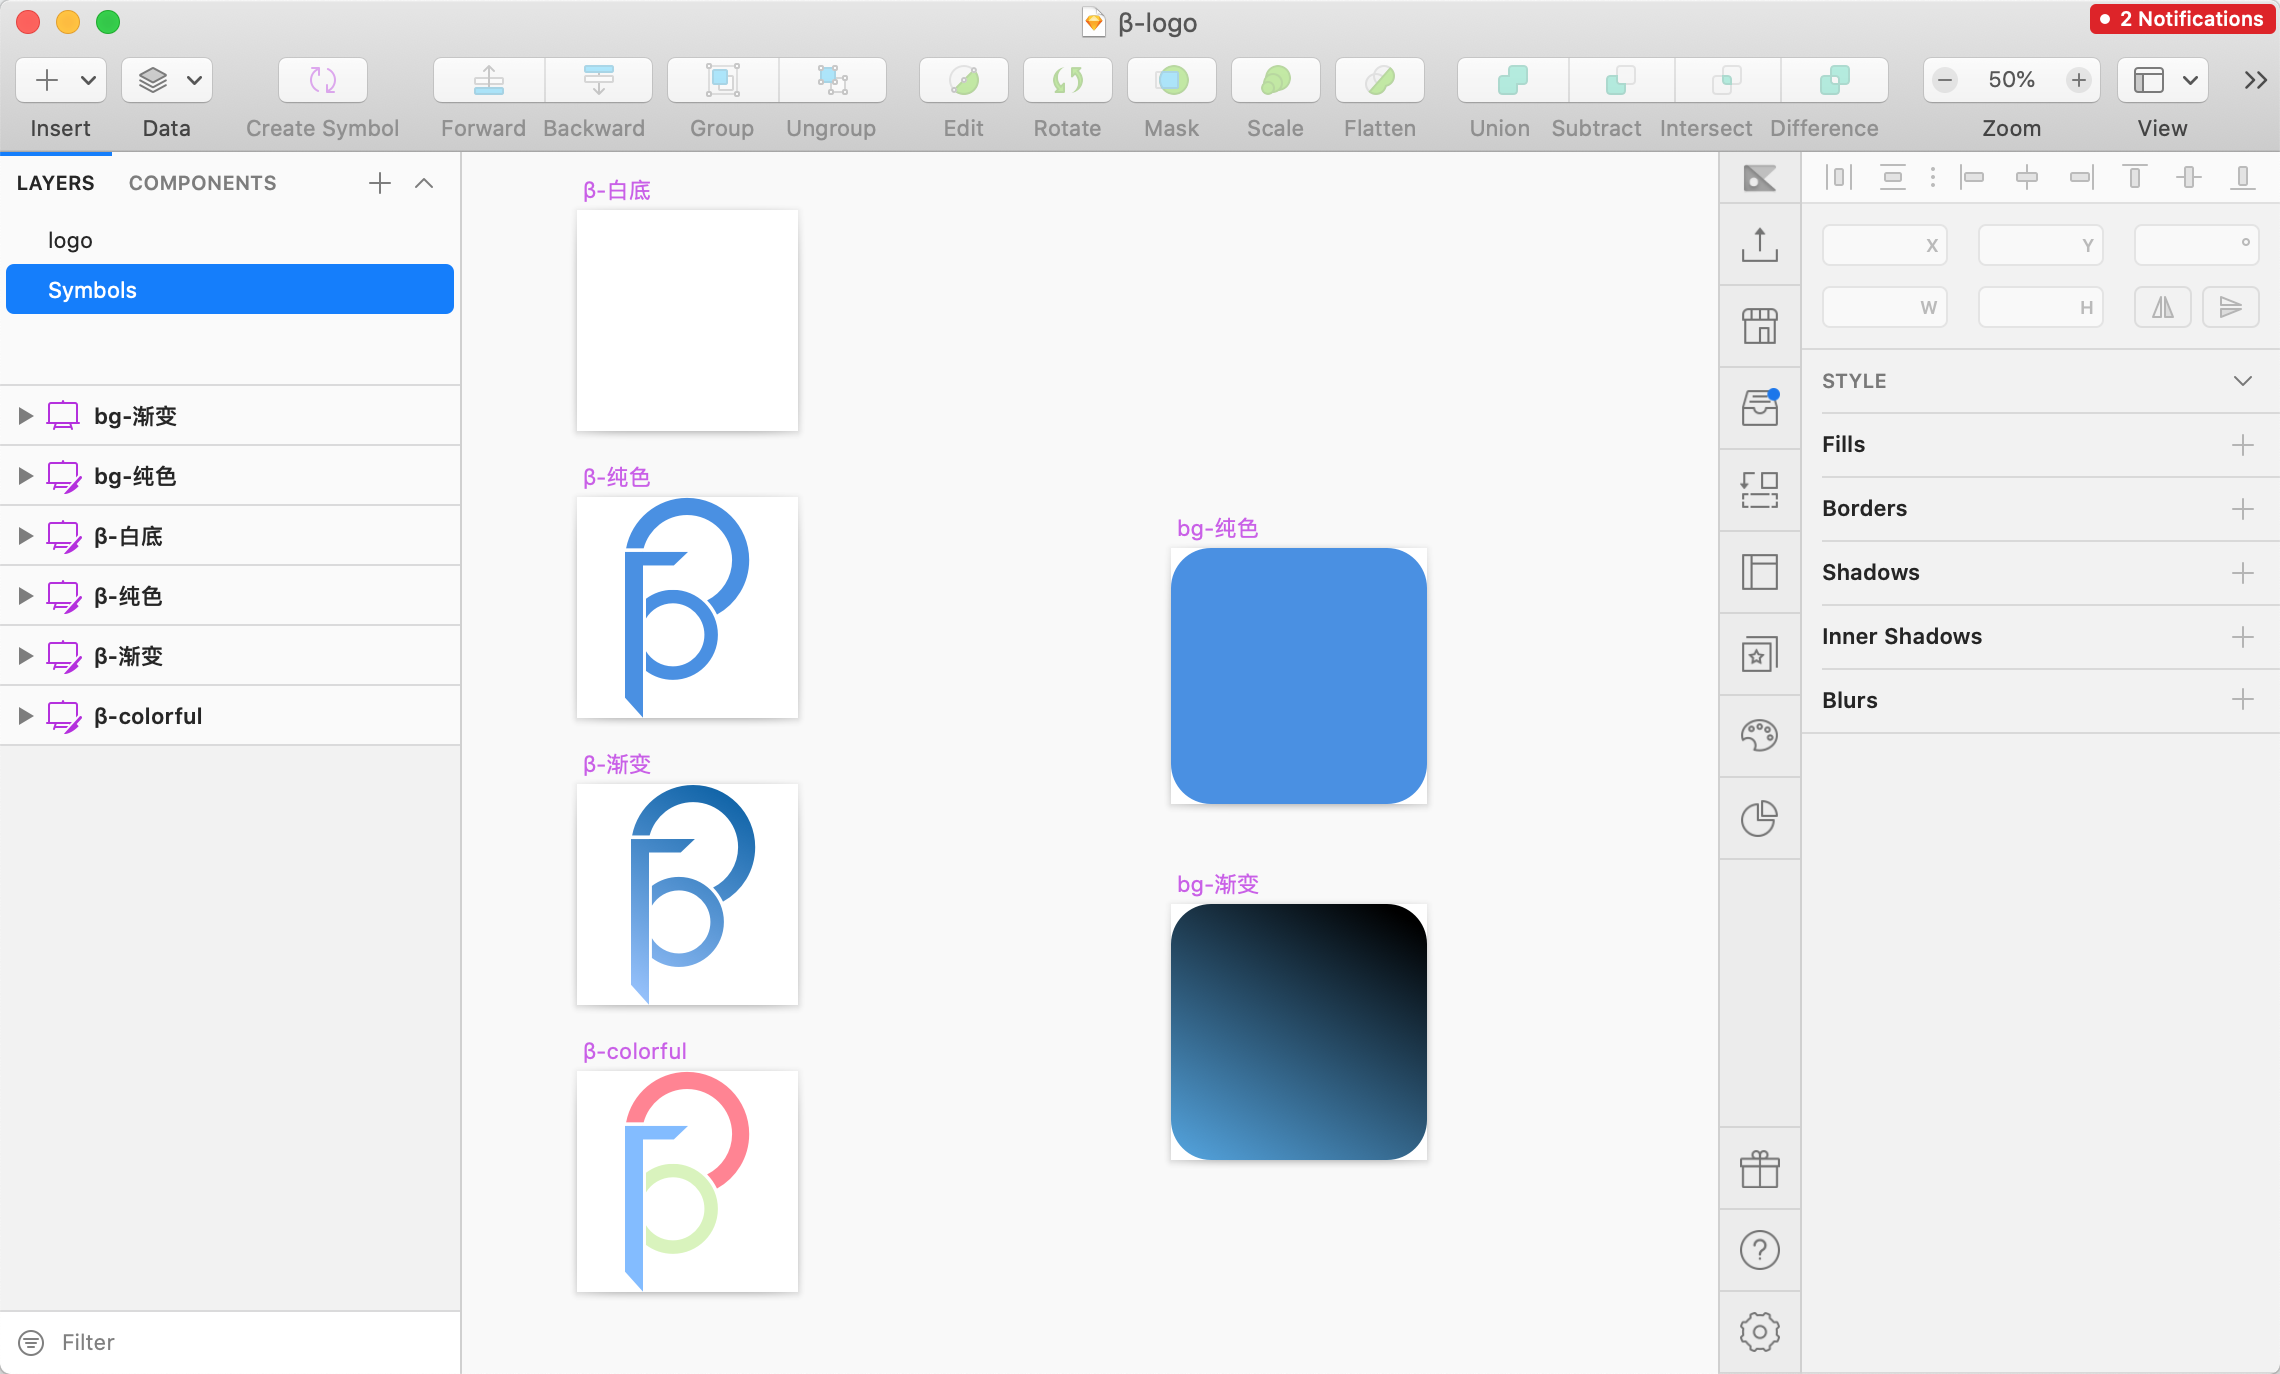 β-logo
2 Notifications
50%
Insert Data Create Symbol Forward Backward Group Ungroup Edit Rotate Mask Scale Flatten Union Subtract Intersect Difference Zoom View
LAYERS COMPONENTS
logo
Symbols
bg-渐变
bg-纯色
β-白底
β-纯色
β-渐变
β-colorful
Filter
β-白底
β-纯色
β-渐变
β-colorful
bg-纯色
bg-渐变
X Y °
W H
STYLE
Fills
Borders
Shadows
Inner Shadows
Blurs